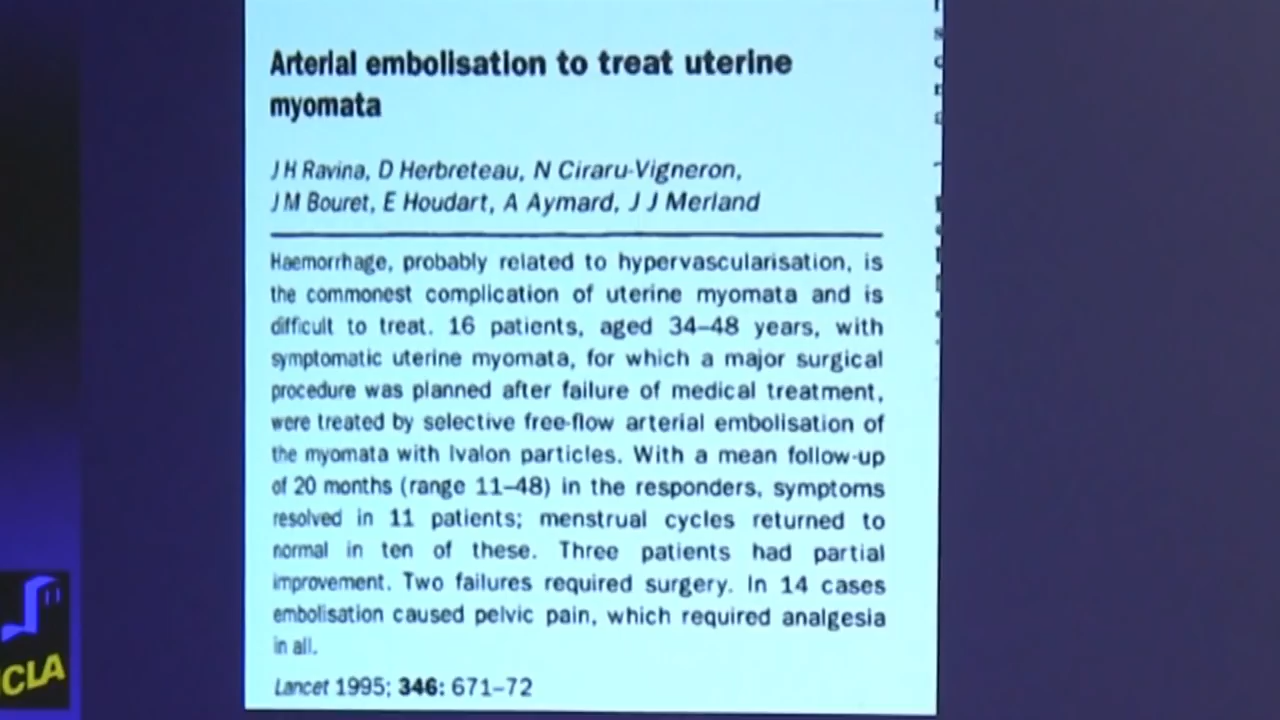 Arterial embolisation to treat uterine
myomata
J H Ravina, D Herbreteau, N Ciraru-Vigneron,
J M Bouret, E Houdart, A Aymard, J J Merland
Haemorrhage, probably related to hypervascularisation, is
the commonest complication of uterine myomata and is
difficult to treat. 16 patients, aged 34–48 years, with
symptomatic uterine myomata, for which a major surgical
procedure was planned after failure of medical treatment,
were treated by selective free-flow arterial embolisation of
the myomata with Ivalon particles. With a mean follow-up
of 20 months (range 11–48) in the responders, symptoms
resolved in 11 patients; menstrual cycles returned to
normal in ten of these. Three patients had partial
improvement. Two failures required surgery. In 14 cases
embolisation caused pelvic pain, which required analgesia
in all.
Lancet 1995; 346: 671–72
CLA